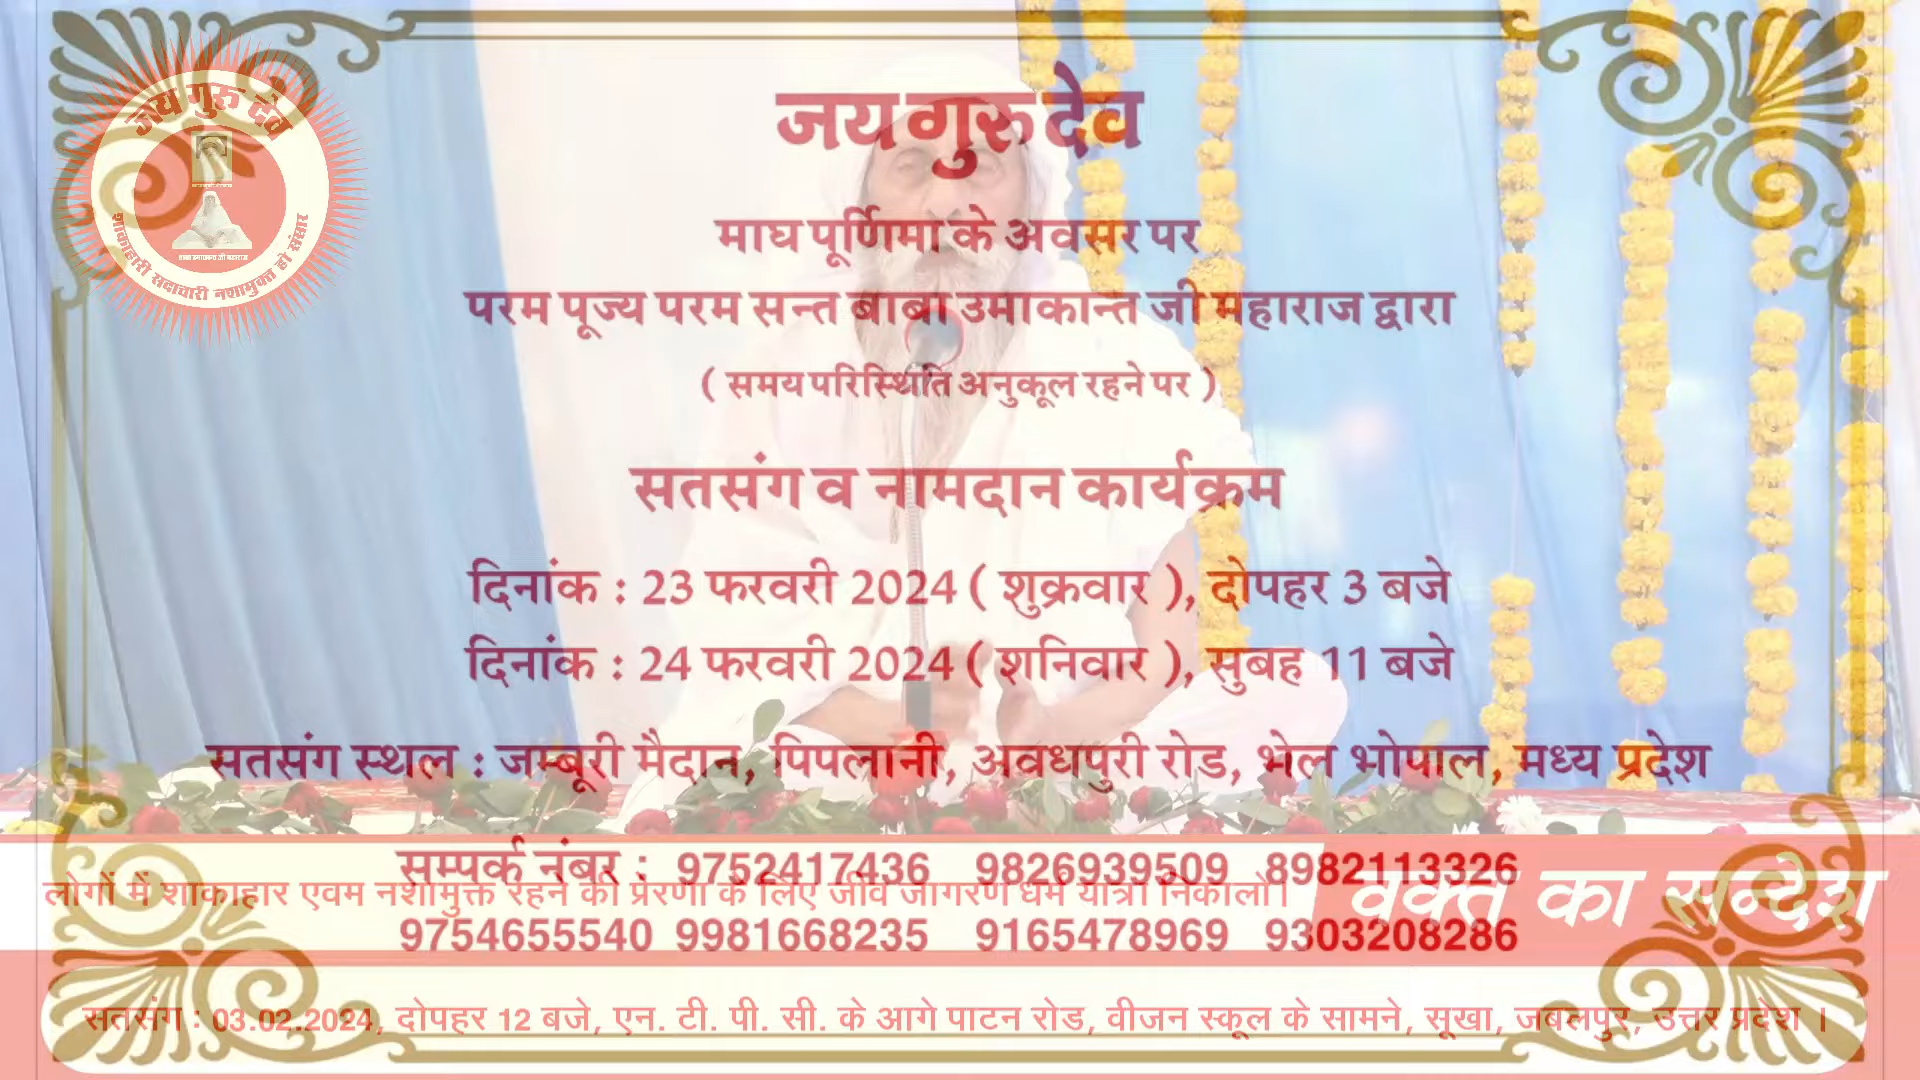 जय गुरु देव
शाकाहारी सदाचारी नशामुक्त हो संसार
जय गुरु देव
माघ पूर्णिमा के अवसर पर
परम पूज्य परम सन्त बाबा उमाकान्त जी महाराज द्वारा
( समय परिस्थिति अनुकूल रहने पर )
सतसंग व नामदान कार्यक्रम
दिनांक : 23 फरवरी 2024 ( शुक्रवार ), दोपहर 3 बजे
दिनांक : 24 फरवरी 2024 ( शनिवार ), सुबह 11 बजे
सतसंग स्थल : जम्बूरी मैदान, पिपलानी, अवधपुरी रोड, भेल भोपाल, मध्य प्रदेश
सम्पर्क नंबर : 9752417436 9826939509 8982113326
लोगों में शाकाहार एवम नशामुक्त रहने की प्रेरणा के लिए जीव जागरण धर्म यात्रा निकालो।
वक्त का सन्देश
9754655540 9981668235 9165478969 9303208286
सतसंग : 03.02.2024, दोपहर 12 बजे, एन. टी. पी. सी. के आगे पाटन रोड, वीजन स्कूल के सामने, सूखा, जबलपुर, उत्तर प्रदेश ।